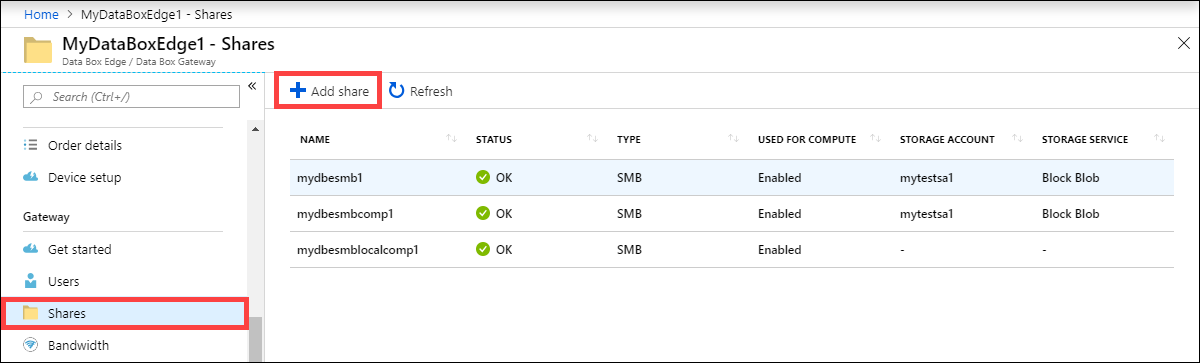 Home > MyDataBoxEdge1 - Shares
MyDataBoxEdge1 - Shares
Data Box Edge / Data Box Gateway
Search (Ctrl+/)
Order details
Device setup
Gateway
Get started
Users
Shares
Bandwidth
Add share Refresh
NAME STATUS TYPE USED FOR COMPUTE STORAGE ACCOUNT STORAGE SERVICE
mydbesmb1 OK SMB Enabled mytestsa1 Block Blob
mydbesmbcomp1 OK SMB Enabled mytestsa1 Block Blob
mydbesmblocalcomp1 OK SMB Enabled - -